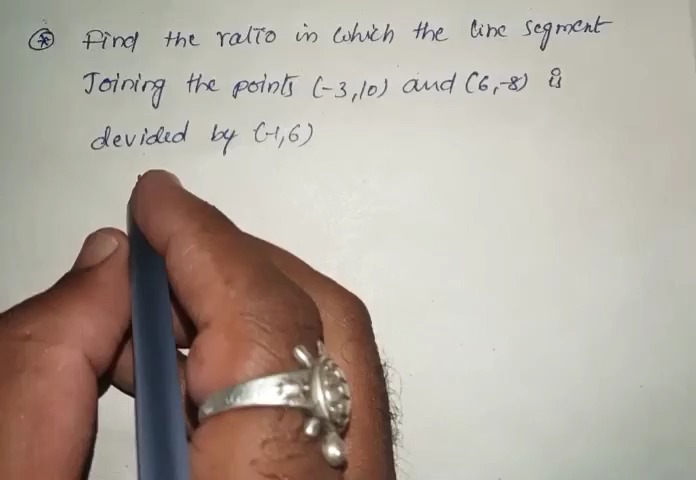 * Find the ratio in which the line segment
Joining the points (-3,10) and (6,-8) is
devided by (-1,6)